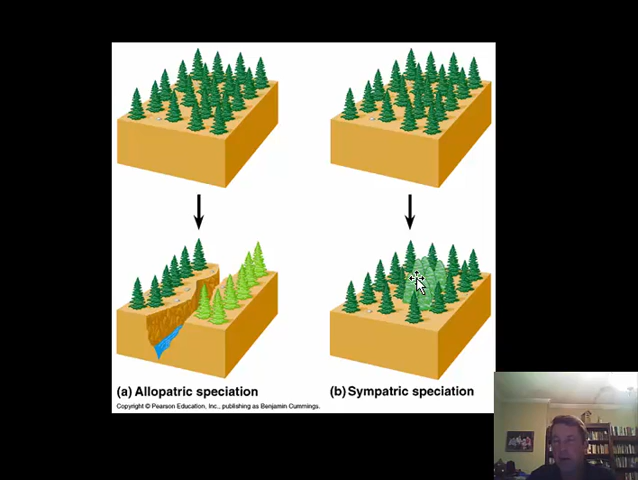 (a) Allopatric speciation
(b) Sympatric speciation
Copyright © Pearson Education, Inc., publishing as Benjamin Cummings.